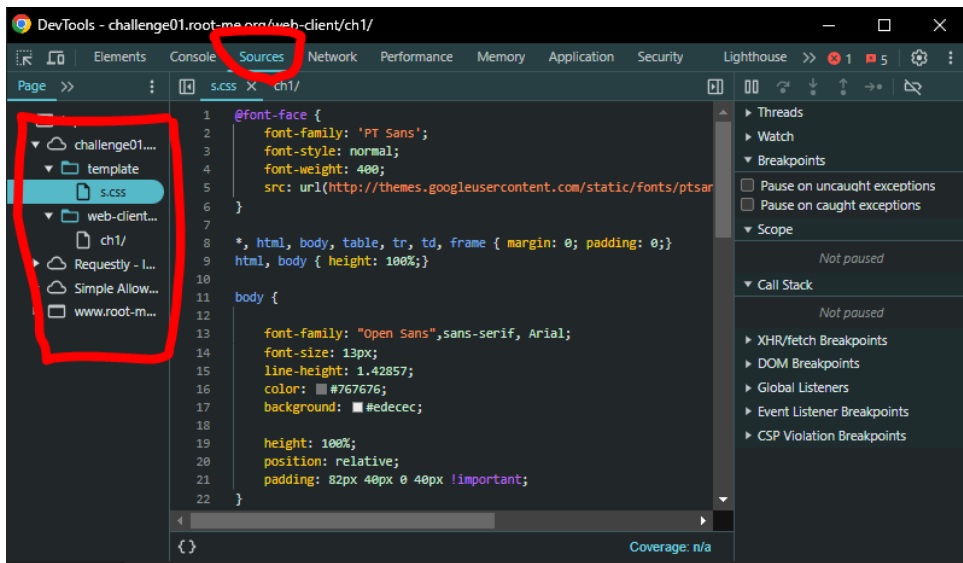 DevTools - challenge01.root-me.org/web-client/ch1/
Elements Console Sources Network Performance Memory Application Security Lighthouse >> 1 5
Page >>
s.css × ch1/
challenge01....
template
s.css
web-client...
ch1/
Requestly - I...
Simple Allow...
www.root-m...
1 @font-face {
2 font-family: 'PT Sans';
3 font-style: normal;
4 font-weight: 400;
5 src: url(http://themes.googleusercontent.com/static/fonts/ptsan
6 }
7
8 *, html, body, table, tr, td, frame { margin: 0; padding: 0;}
9 html, body { height: 100%;}
10
11 body {
12
13 font-family: "Open Sans",sans-serif, Arial;
14 font-size: 13px;
15 line-height: 1.42857;
16 color: #767676;
17 background: #edecec;
18
19 height: 100%;
20 position: relative;
21 padding: 82px 40px 0 40px !important;
22 }
{} Coverage: n/a
Threads
Watch
Breakpoints
Pause on uncaught exceptions
Pause on caught exceptions
Scope
Not paused
Call Stack
Not paused
XHR/fetch Breakpoints
DOM Breakpoints
Global Listeners
Event Listener Breakpoints
CSP Violation Breakpoints